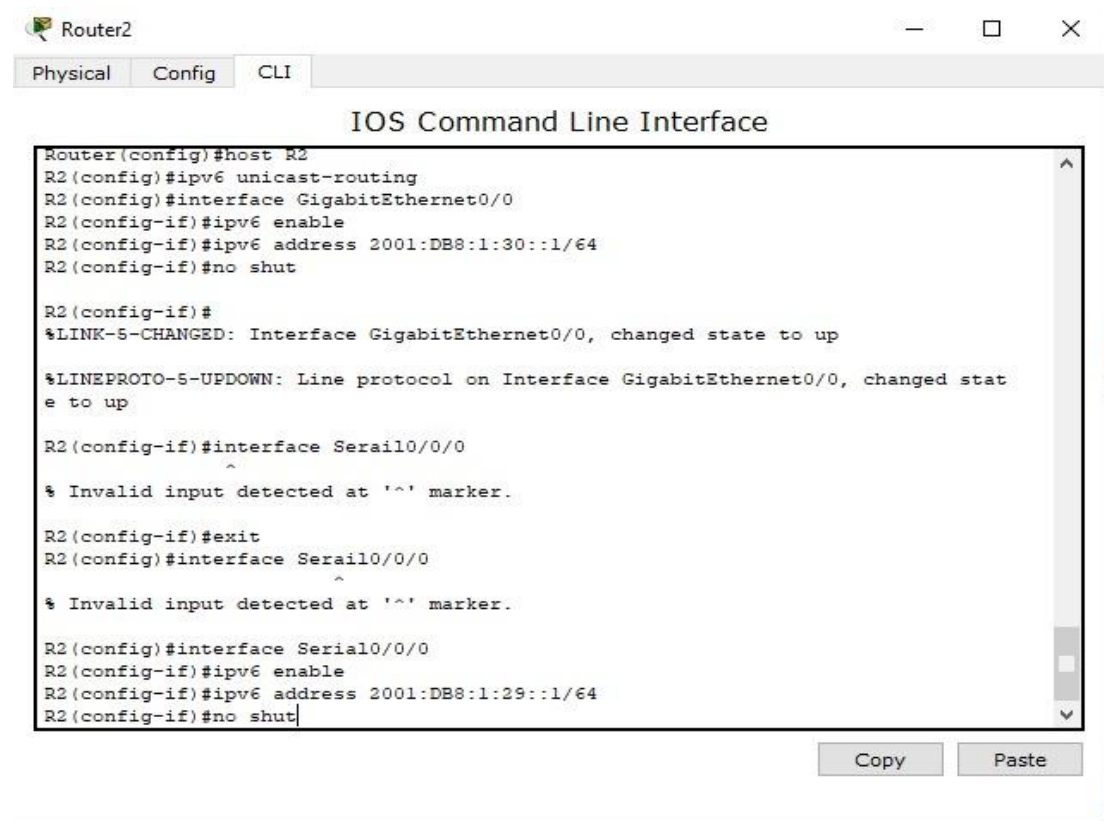 Router2
Physical Config CLI
IOS Command Line Interface
Router(config)#host R2
R2(config)#ipv6 unicast-routing
R2(config)#interface GigabitEthernet0/0
R2(config-if)#ipv6 enable
R2(config-if)#ipv6 address 2001:DB8:1:30::1/64
R2(config-if)#no shut
R2(config-if)#
%LINK-5-CHANGED: Interface GigabitEthernet0/0, changed state to up
%LINEPROTO-5-UPDOWN: Line protocol on Interface GigabitEthernet0/0, changed stat
e to up
R2(config-if)#interface Serail0/0/0
^
% Invalid input detected at '^' marker.
R2(config-if)#exit
R2(config)#interface Serail0/0/0
^
% Invalid input detected at '^' marker.
R2(config)#interface Serial0/0/0
R2(config-if)#ipv6 enable
R2(config-if)#ipv6 address 2001:DB8:1:29::1/64
R2(config-if)#no shut
Copy Paste